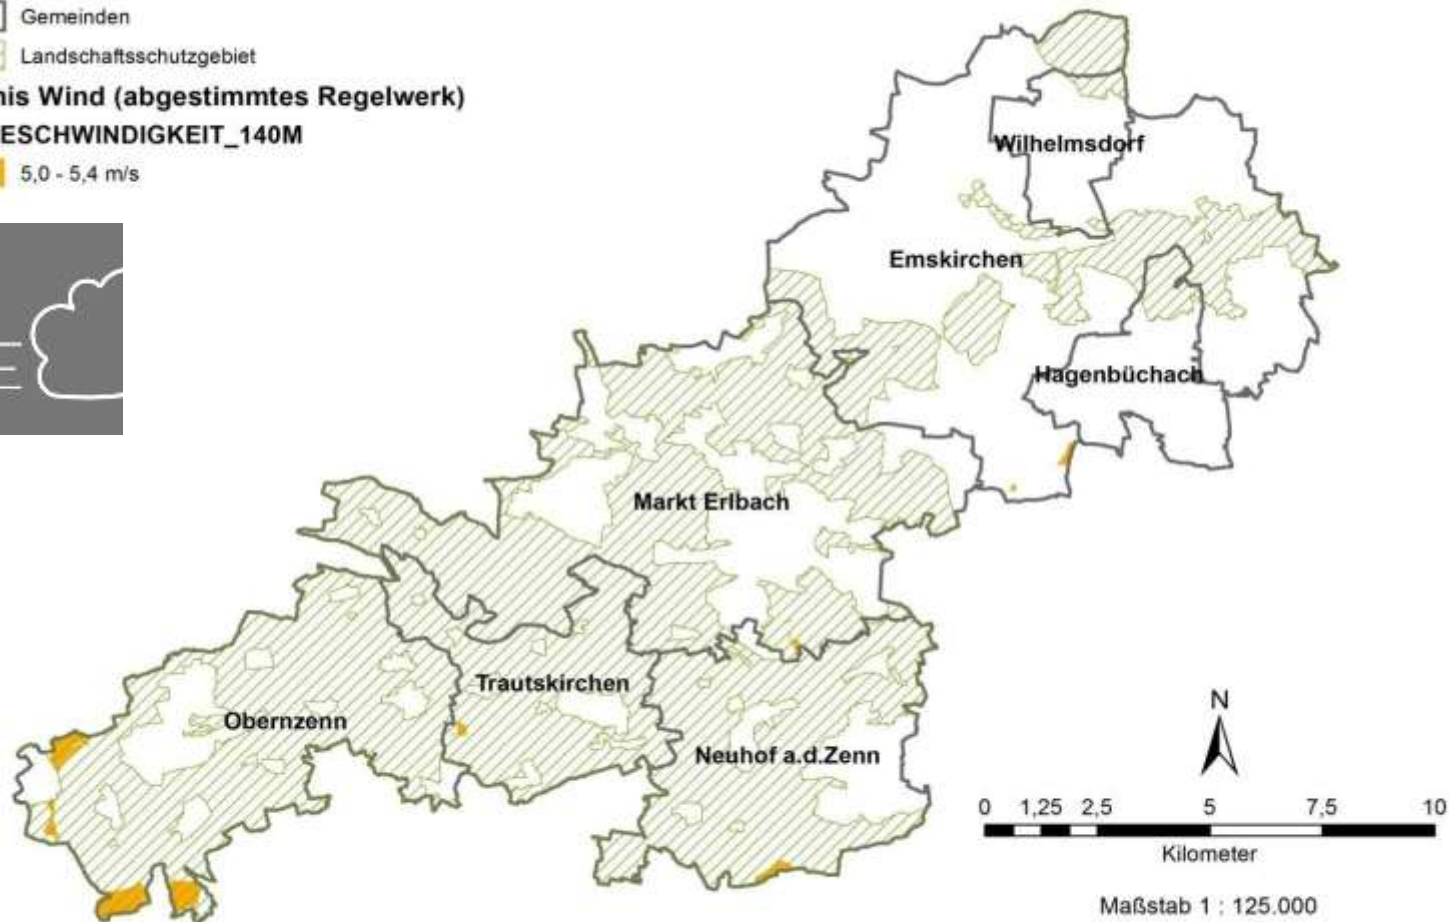 Gemeinden
Landschaftsschutzgebiet
nis Wind (abgestimmtes Regelwerk)
ESCHWINDIGKEIT_140M
5,0 - 5,4 m/s
Wilhelmsdorf
Emskirchen
Hagenbüchach
Markt Erlbach
Trautskirchen
Obernzenn
Neuhof a.d.Zenn
N
0 1,25 2,5 5 7,5 10
Kilometer
Maßstab 1 : 125.000